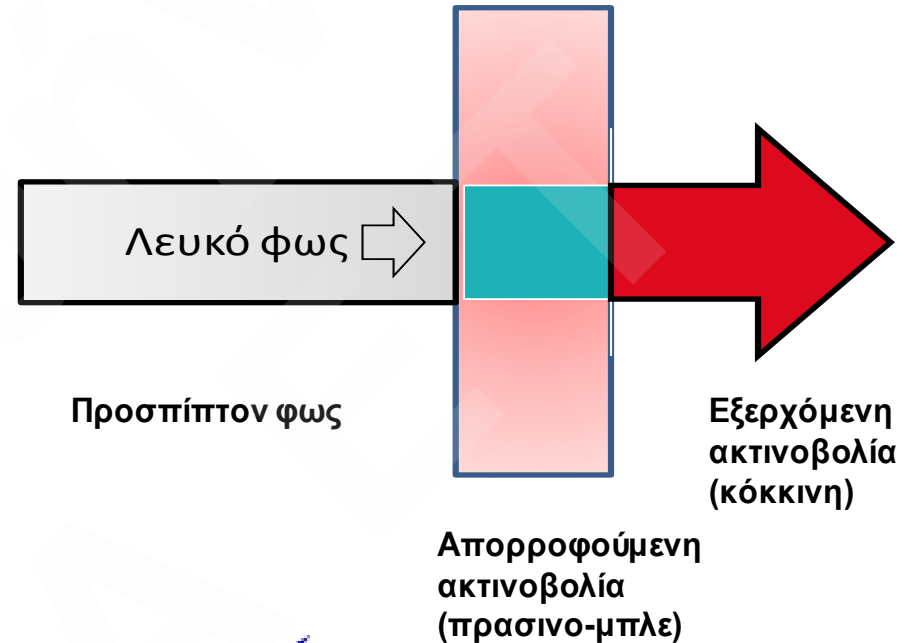 Λευκό φως
Προσπίπτον φως
Εξερχόμενη
ακτινοβολία
(κόκκινη)
Απορροφούμενη
ακτινοβολία
(πρασινο-μπλε)